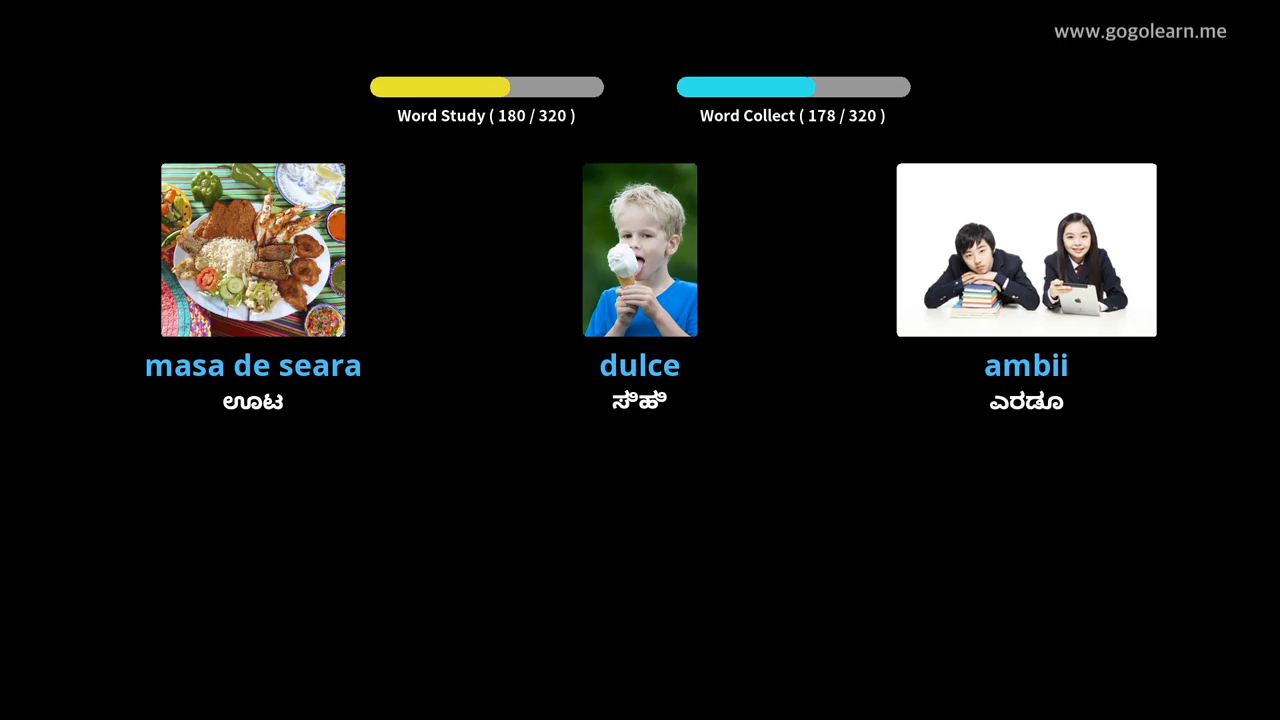 www.gogolearn.me
Word Study ( 180 / 320 )
Word Collect ( 178 / 320 )
masa de seara
ಊಟ
dulce
ಸಿಹಿ
ambii
ಎರಡೂ